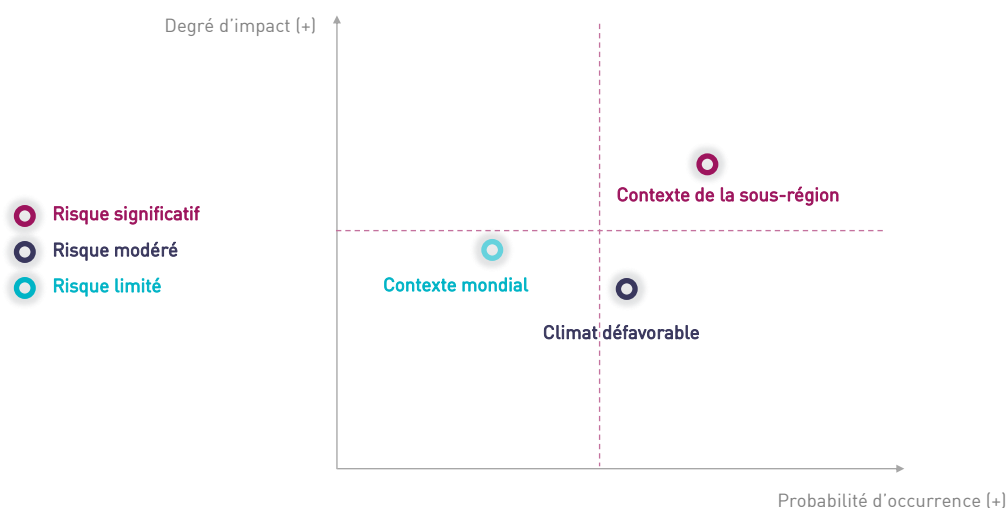 Degré d'impact (+)
Contexte de la sous-région
Risque significatif
Risque modéré
Risque limité
Contexte mondial
Climat défavorable
Probabilité d'occurrence (+)